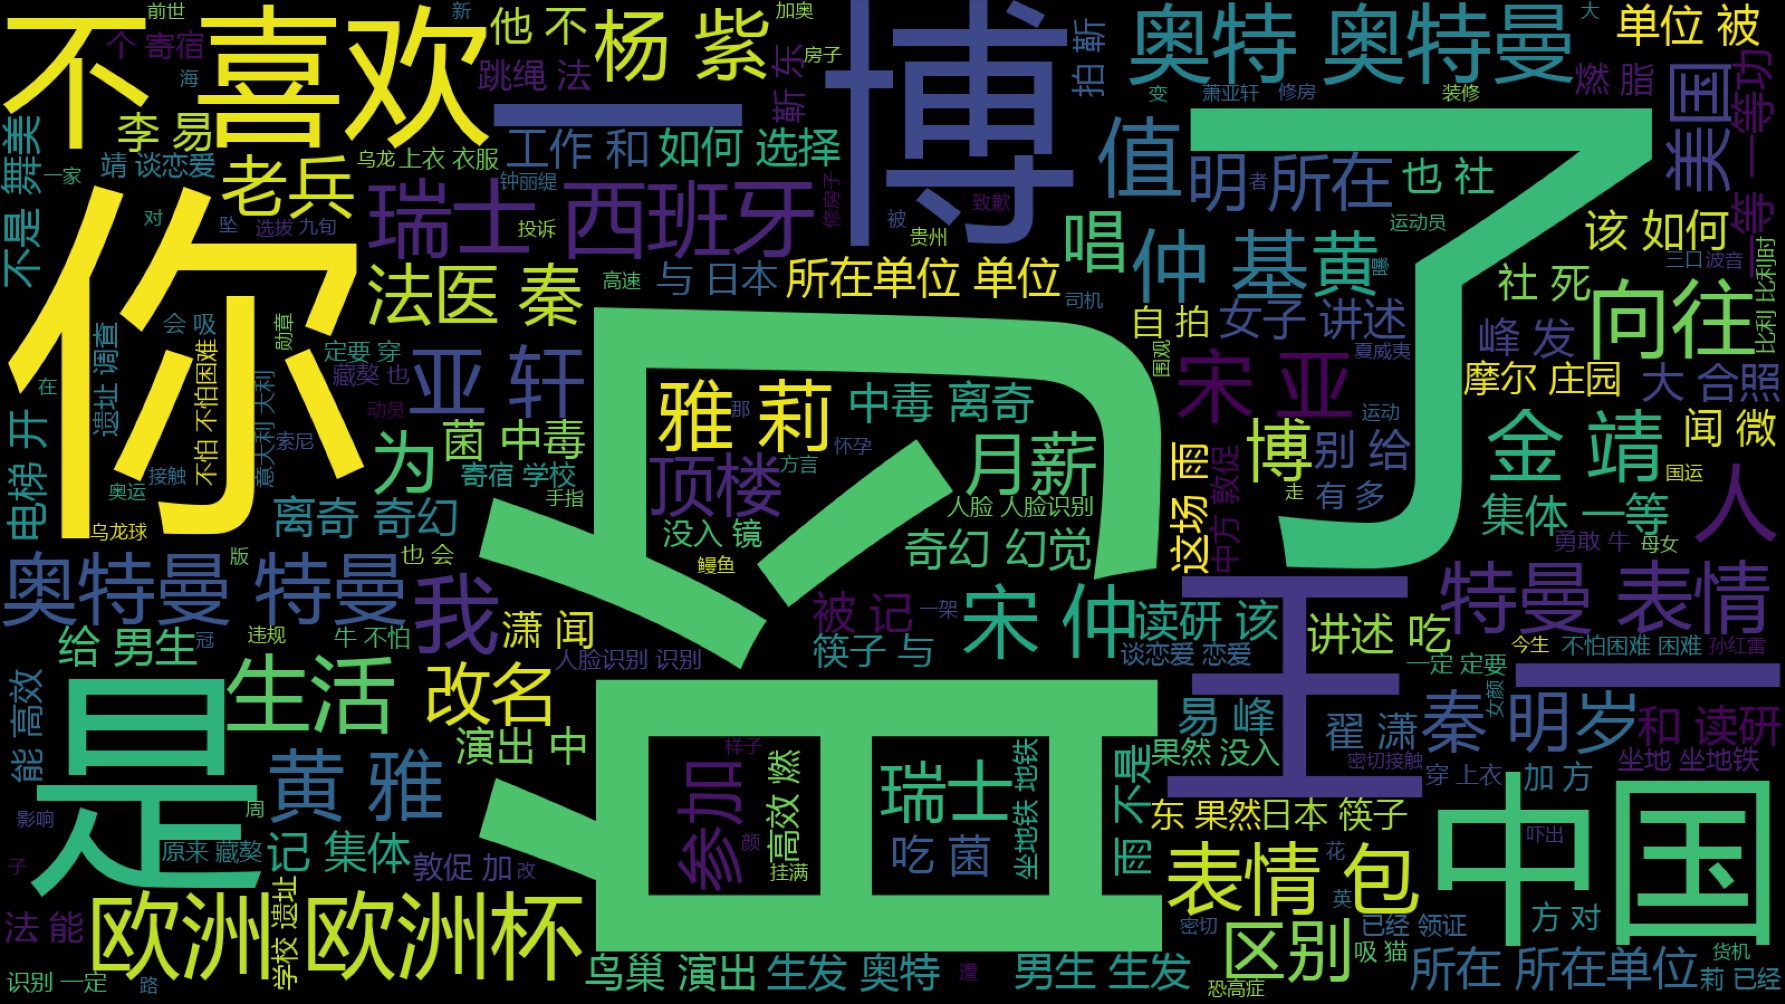 前世
新
加奥
大
单位 被
不喜欢
个 寄宿
他 不
杨 紫
房子
博
奥特 奥特曼
海
跳绳 法
靳 东
拍 靳
燃 脂
美国
一等 一等功
李 易
一
变
萧亚轩
修房
装修
了
不是 舞美
靖 谈恋爱
乌龙
上衣 衣服
工作 和
如何 选择
值
明 所在
者
也 社
一家
老兵
钟丽缇
瑞士 西班牙
修房子
致歉
对
坠
选拔
九旬
投诉
被
贵州
唱
仲 基
黄
运动员
该 如何
你
法医 秦
高速
与 日本
所在单位 单位
司机
社 死
三口
波音
比利 比利时
向往
会 吸
勋章
遗址 调查
定要 穿
藏獒 也
亚 轩
涩
围观
自 拍
女子 讲述
夏威夷
峰 发
宋 亚
摩尔 庄园
大 合照
在
不怕 不怕困难
意大利 大利
动员
雅 莉
那
中毒 离奇
运动
闻 微
电梯 开
索尼
菌 中毒
为
怀孕
方言
月薪
博
别 给
金 靖
接触
奥运
寄宿 学校
手指
顶楼
人脸 人脸识别
这场 雨
中方 敦促
走
有 多
国运
人
乌龙球
离奇 奇幻
没入 镜
奇幻 幻觉
集体 一等
勇敢 牛
母女
版
也 会
鳗鱼
奥特曼 特曼
我
被 记
一架
宋 仲
读研 该
王
特曼 表情
给 男生
冠
违规
牛 不怕
潇 闻
人脸识别 识别
筷子 与
谈恋爱 恋爱
讲述 吃
今生
不怕困难 困难
孙红雷
一定 定要
一
能 高效
是
生活
改名
演出 中
易 峰
翟 潇
女颜
秦 明
岁
和 读研
样子
参加
高效 燃
瑞士
坐地铁 地铁
雨 不是
果然 没入
密切接触
穿 上衣
加 方
坐地 坐地铁
黄 雅
周
影响
原来 藏獒
记 集体
敦促 加
改
颜
挂满
吃 菌
东 果然
日本 筷子
吓出
中国
子
表情 包
花
英
法 能
欧洲 欧洲杯
学校 遗址
密切
已经 领证
方 对
区别
吸 猫
货机
识别 一定
路
鸟巢 演出
生发 奥特
遭
男生 生发
恐高症
所在 所在单位
莉 已经